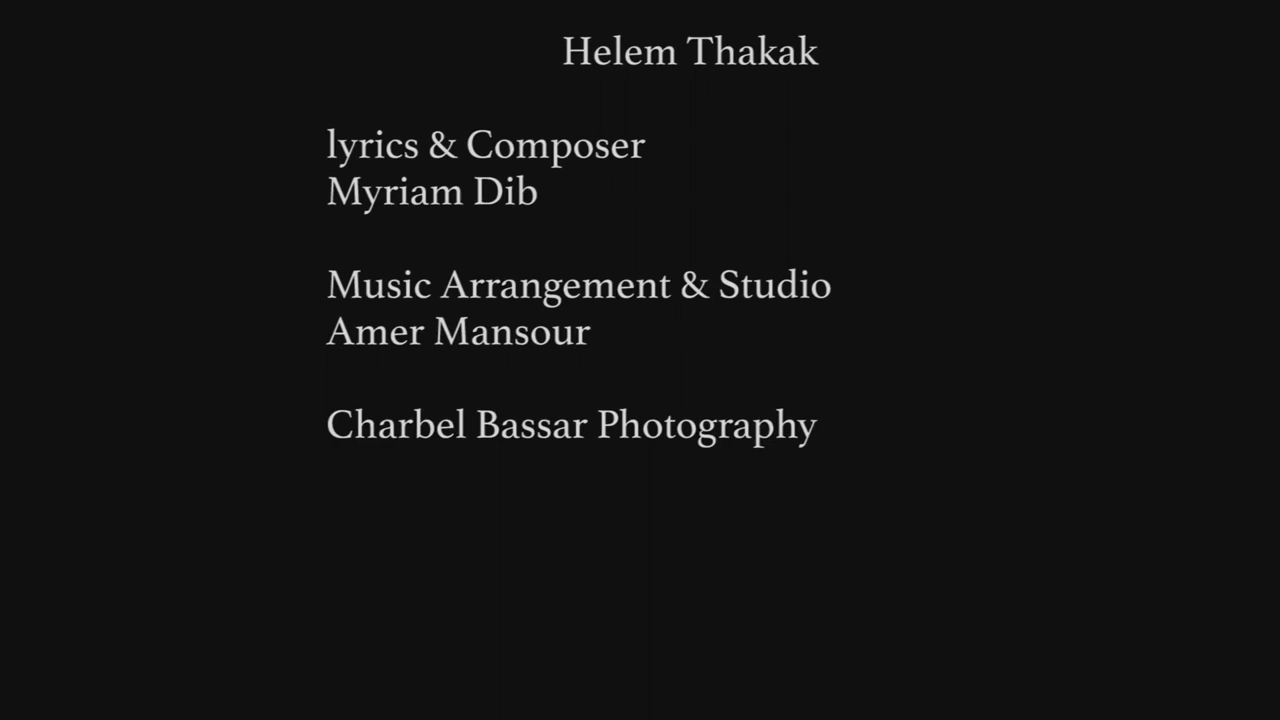 Helem Thakak
lyrics & Composer
Myriam Dib
Music Arrangement & Studio
Amer Mansour
Charbel Bassar Photography